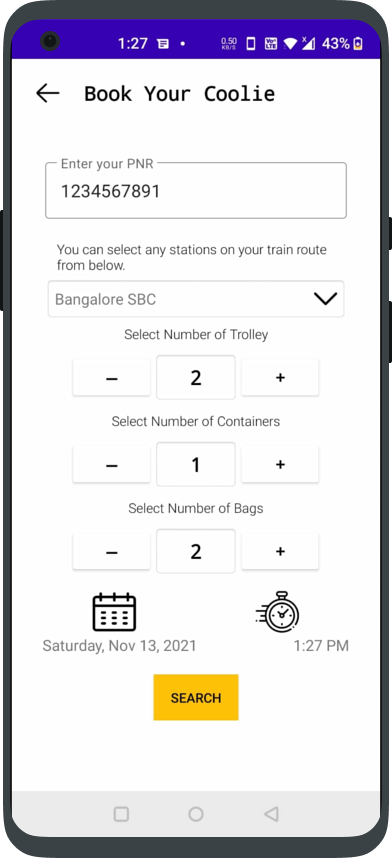 1:27 0.50 KB/S VoLTE x 43%
Book Your Coolie
Enter your PNR
1234567891
You can select any stations on your train route
from below.
Bangalore SBC
Select Number of Trolley
– 2 +
Select Number of Containers
– 1 +
Select Number of Bags
– 2 +
Saturday, Nov 13, 2021 1:27 PM
SEARCH